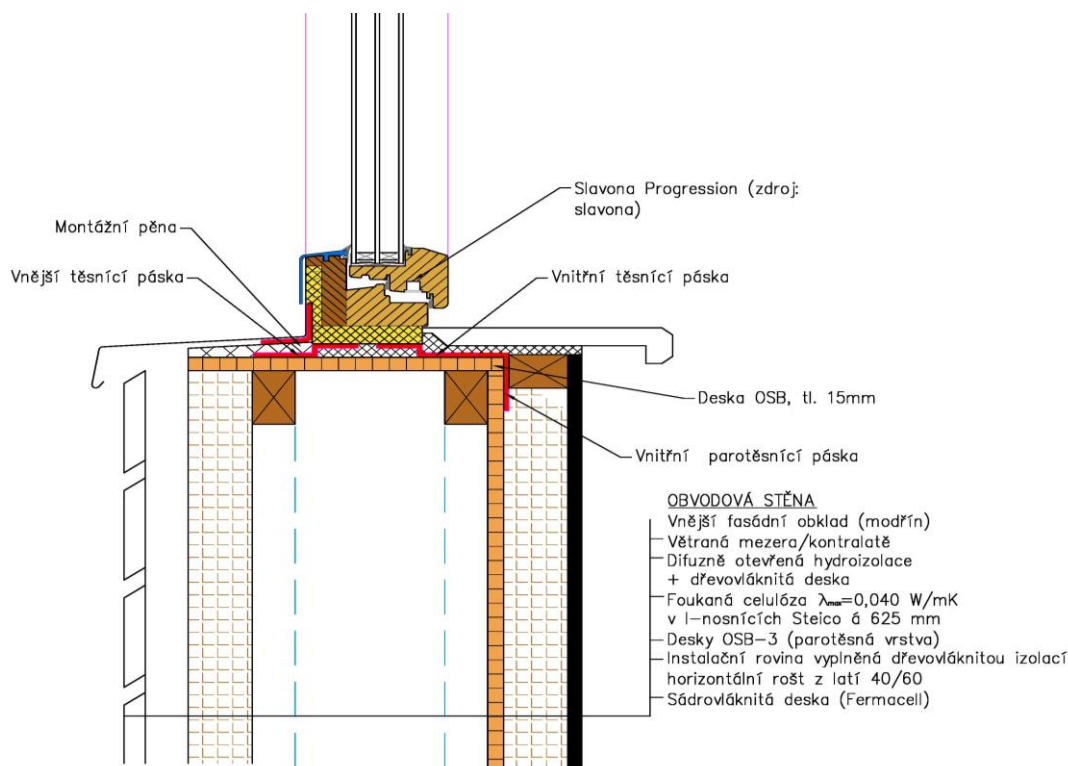 Slavona Progression (zdroj:
slavona)
Montážní pěna
Vnější těsnící páska
Vnitřní těsnící páska
Deska OSB, tl. 15mm
Vnitřní parotěsnící páska
OBVODOVÁ STĚNA
Vnější fasádní obklad (modřín)
Větraná mezera/kontralatě
Difuzně otevřená hydroizolace
+ dřevovláknitá deska
Foukaná celulóza λmax=0,040 W/mK
v I-nosnících Steico á 625 mm
Desky OSB-3 (parotěsná vrstva)
Instalační rovina vyplněná dřevovláknitou izolací
horizontální rošt z latí 40/60
Sádrovláknitá deska (Fermacell)